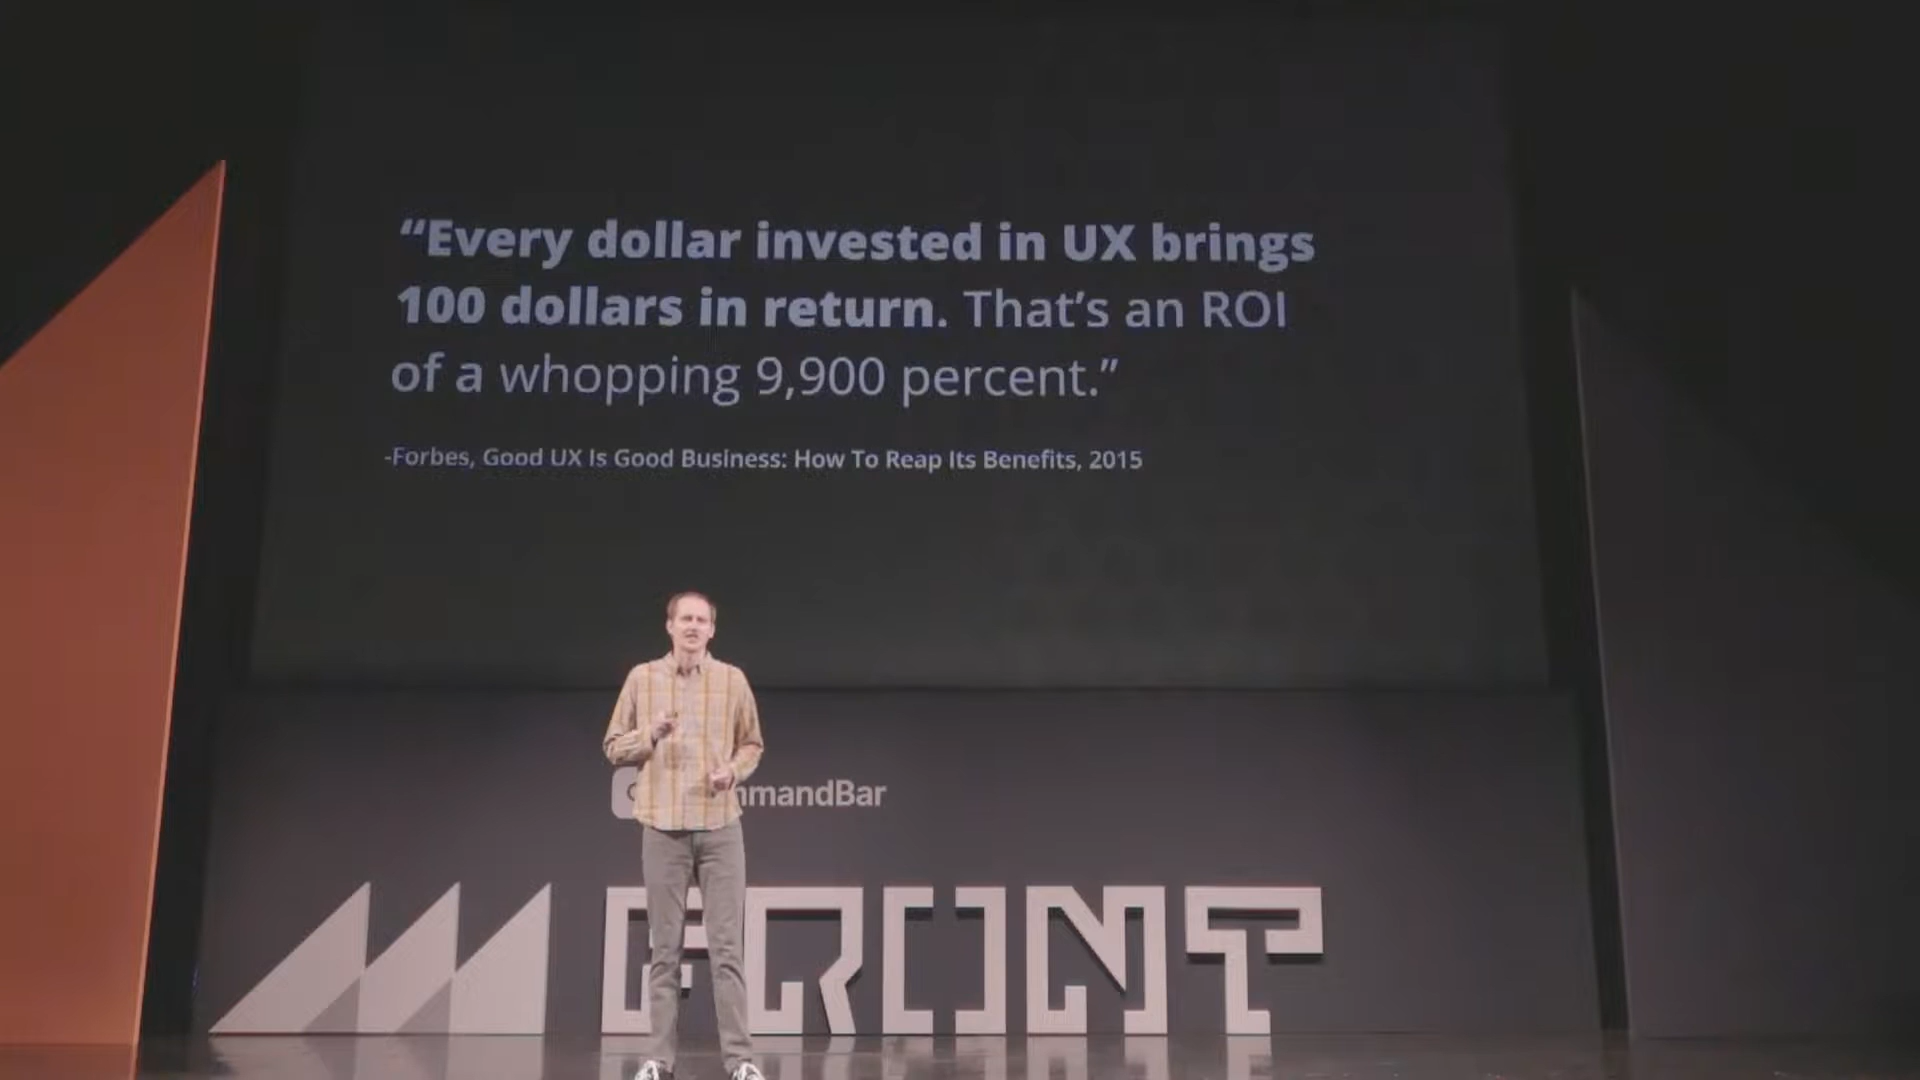 “Every dollar invested in UX brings
100 dollars in return. That’s an ROI
of a whopping 9,900 percent.”
-Forbes, Good UX Is Good Business: How To Reap Its Benefits, 2015
mmandBar
FRONT